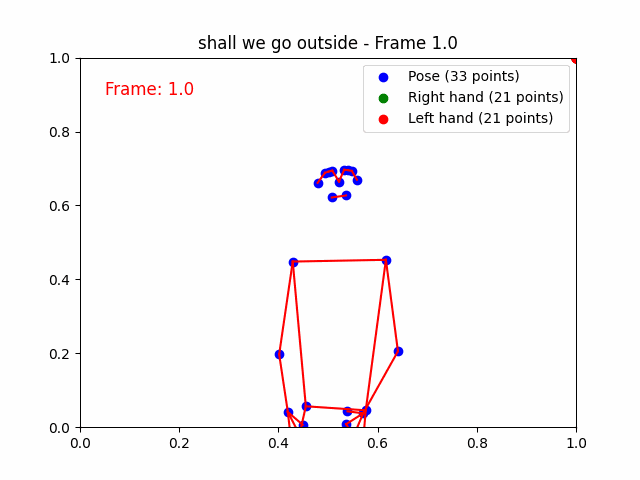 shall we go outside - Frame 1.0
Frame: 1.0
Pose (33 points)
Right hand (21 points)
Left hand (21 points)
1.0
0.8
0.6
0.4
0.2
0.0
0.0 0.2 0.4 0.6 0.8 1.0